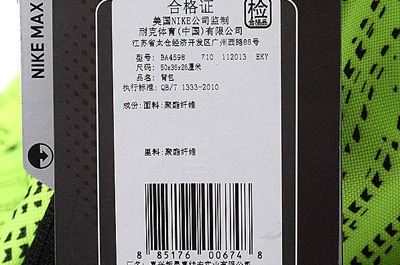 合格证
检
合格品
美国NIKE公司监制
耐克体育(中国)有限公司
江苏省太仓经济开发区广州西路88号
型号: BA4598 710 112013 EKY
尺码: 50x36x26厘米
品名: 背包
执行标准: QB/T 1333-2010
成份: 面料: 聚酯纤维
里料: 聚酯纤维
8 85176 00674 8
NIKE MAX